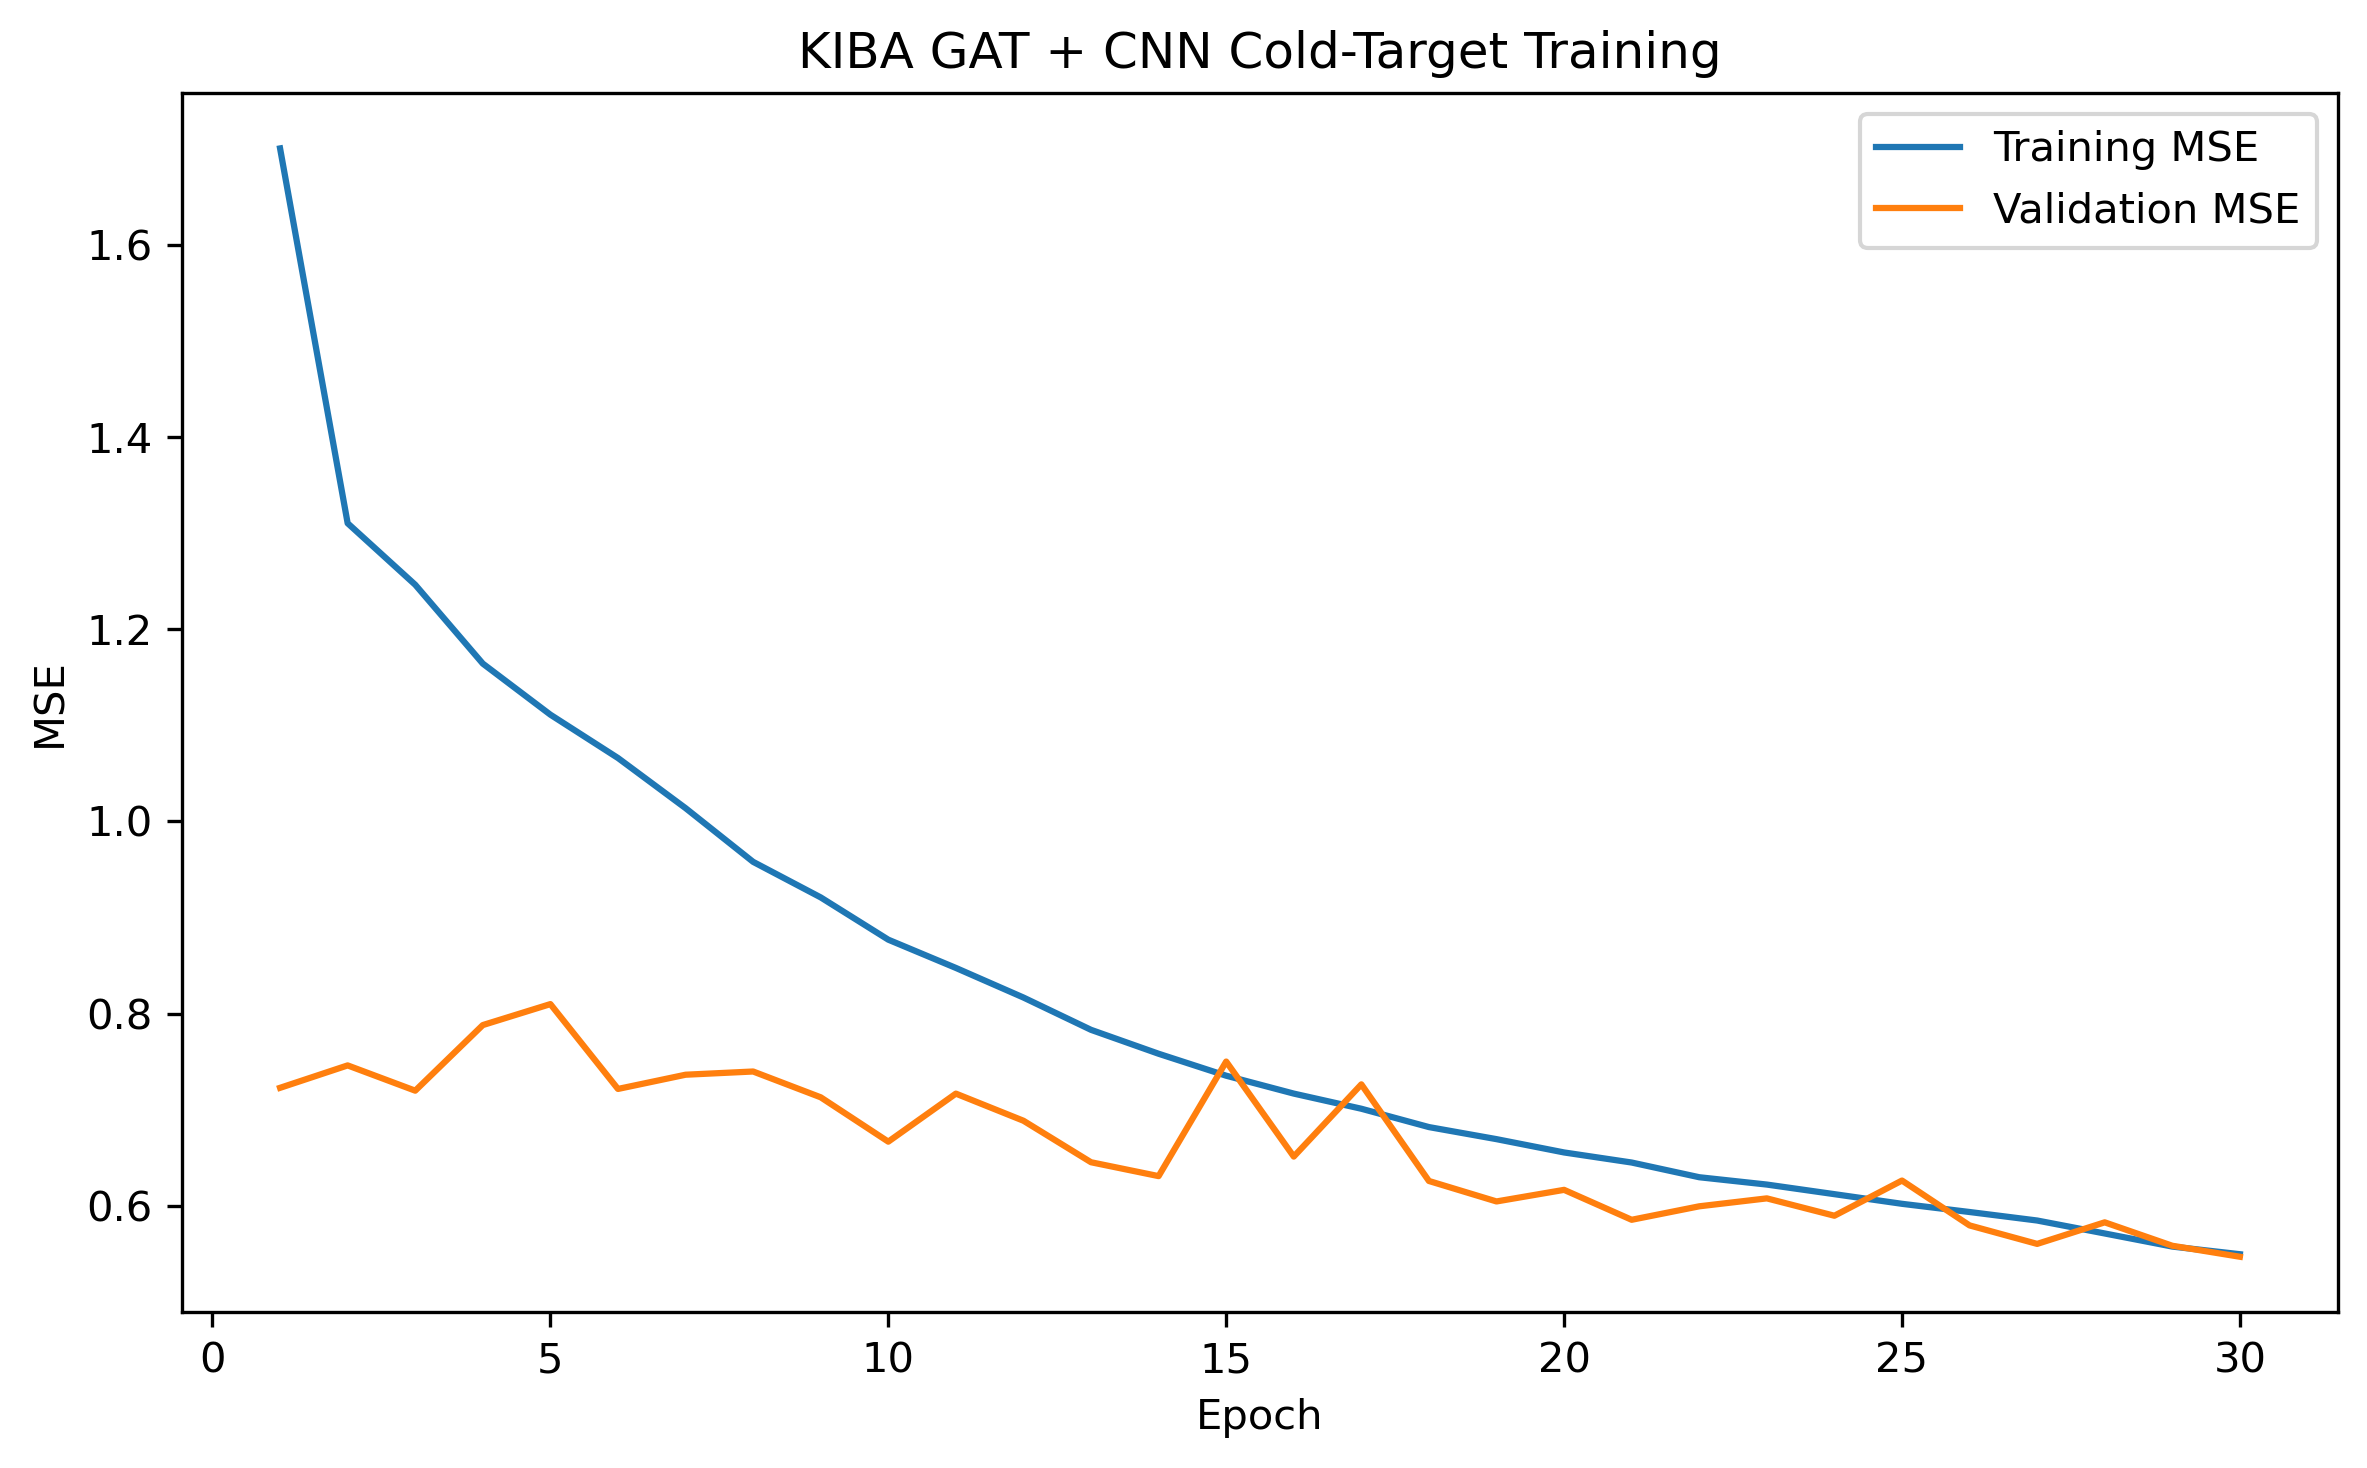 KIBA GAT + CNN Cold-Target Training
Training MSE
Validation MSE
1.6
1.4
1.2
1.0
0.8
0.6
MSE
0 5 10 15 20 25 30
Epoch